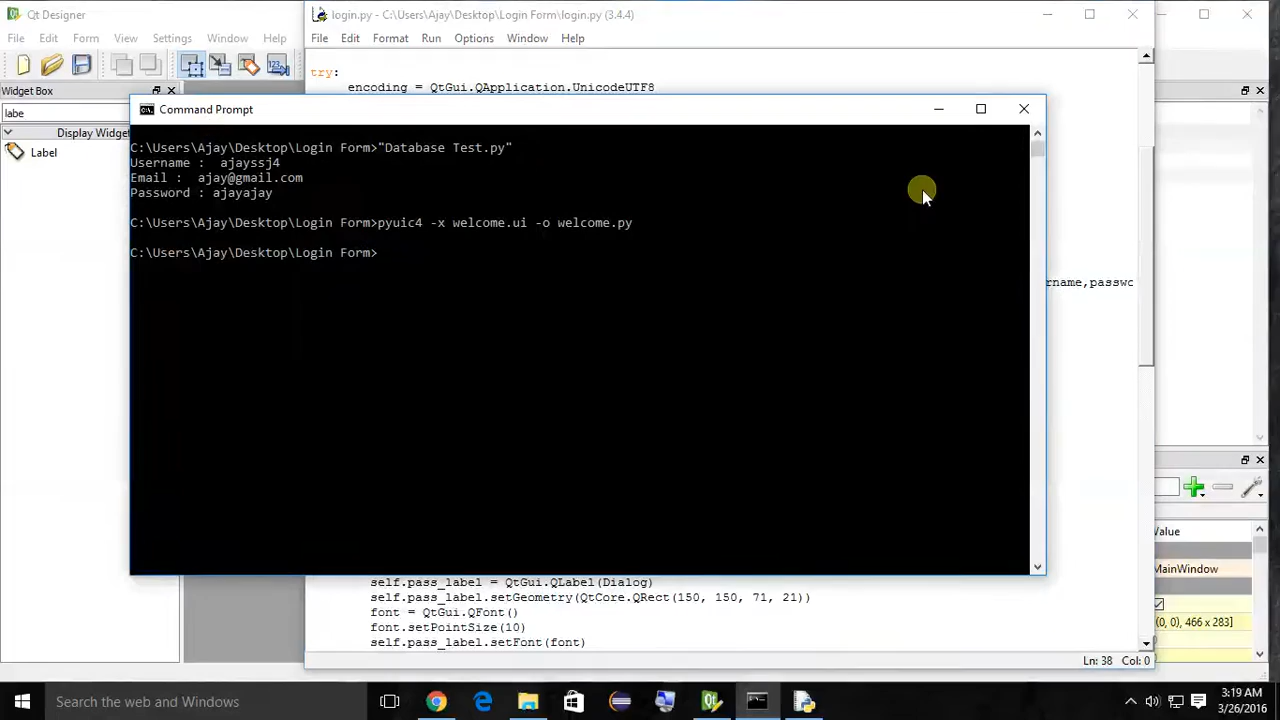 Qt Designer
login.py - C:\Users\Ajay\Desktop\Login Form\login.py (3.4.4)
File Edit Form View Settings Window Help
File Edit Format Run Options Window Help
Widget Box
labe
Display Widg
Label
try:
encoding = QtGui.QApplication.UnicodeUTF8
Command Prompt
C:\Users\Ajay\Desktop\Login Form>"Database Test.py"
Username : ajayssj4
Email : ajay@gmail.com
Password : ajayajay
C:\Users\Ajay\Desktop\Login Form>pyuic4 -x welcome.ui -o welcome.py
C:\Users\Ajay\Desktop\Login Form>
rname,passwc
Value
MainWindow
(0, 0), 466 x 283]
self.pass_label = QtGui.QLabel(Dialog)
self.pass_label.setGeometry(QtCore.QRect(150, 150, 71, 21))
font = QtGui.QFont()
font.setPointSize(10)
self.pass_label.setFont(font)
Ln: 38 Col: 0
Search the web and Windows
3:19 AM
3/26/2016